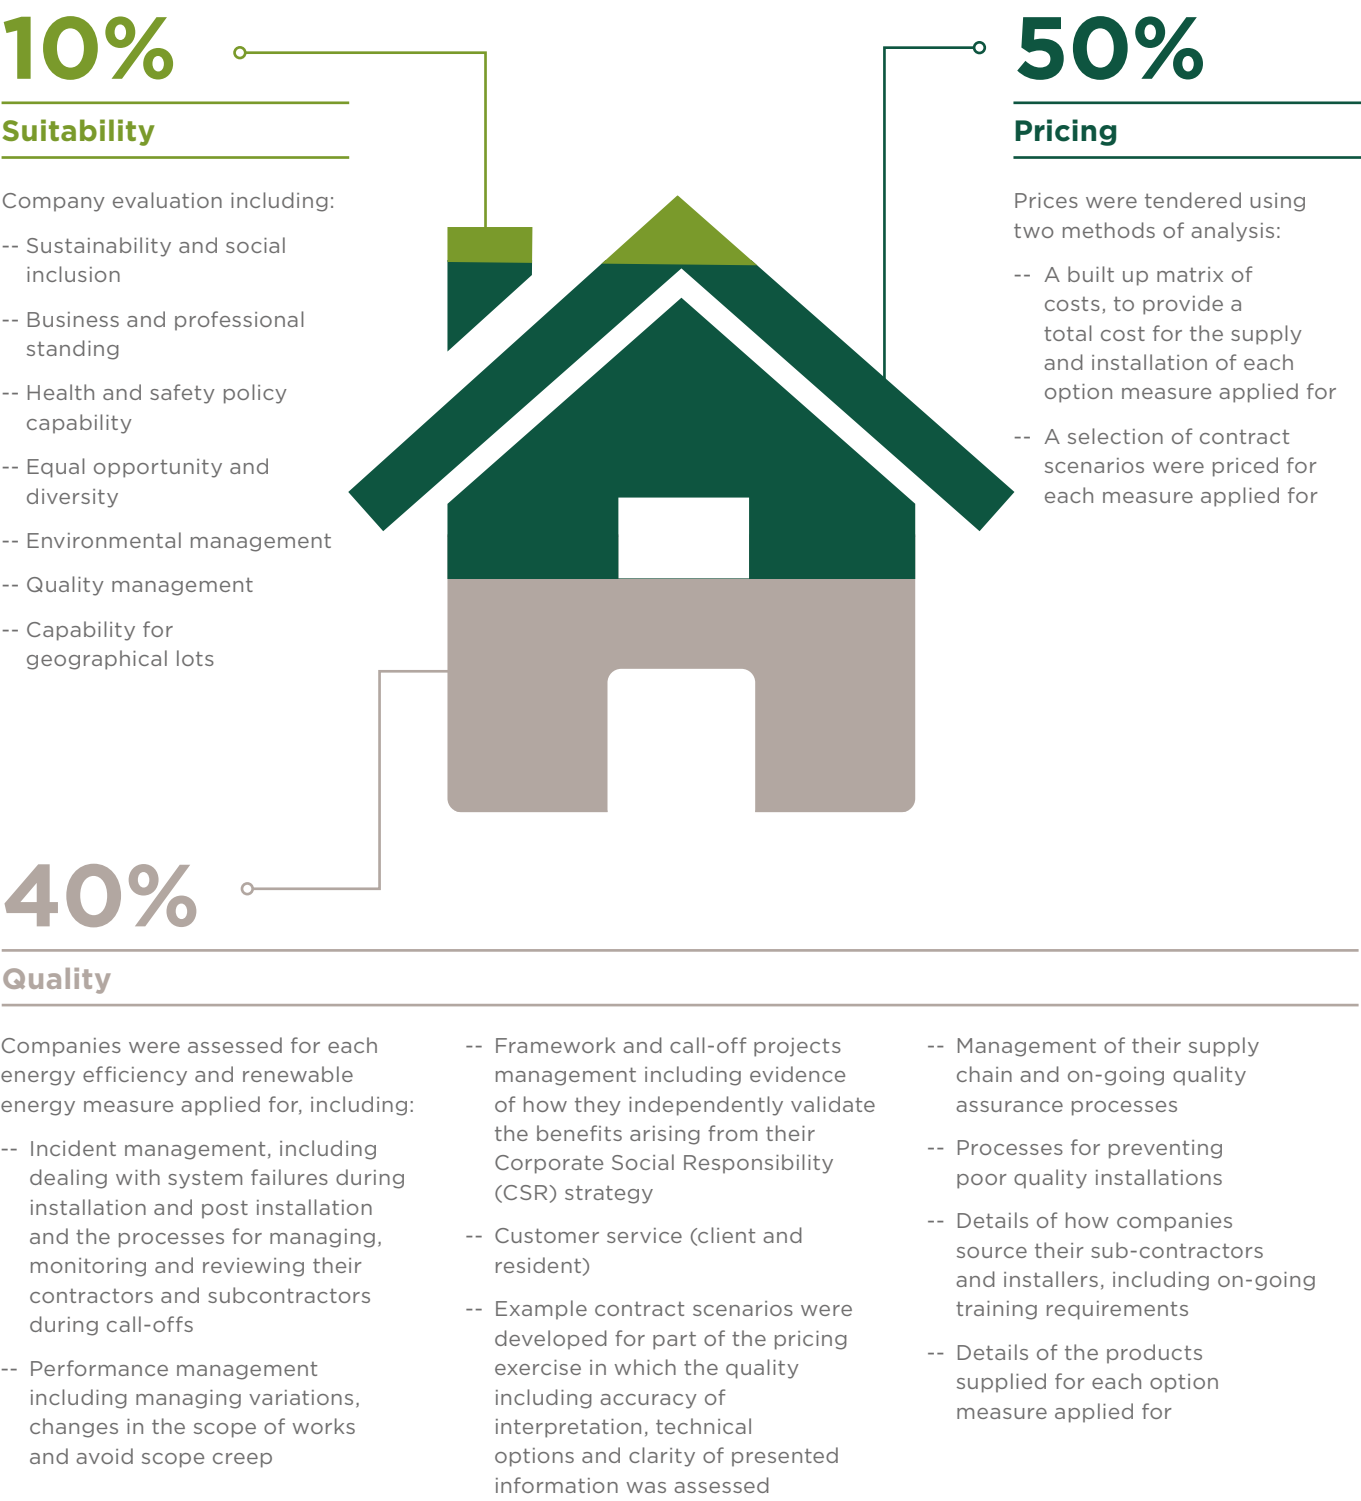 10%
Suitability
Company evaluation including:
-- Sustainability and social
inclusion
-- Business and professional
standing
-- Health and safety policy
capability
-- Equal opportunity and
diversity
-- Environmental management
-- Quality management
-- Capability for
geographical lots
50%
Pricing
Prices were tendered using
two methods of analysis:
-- A built up matrix of
costs, to provide a
total cost for the supply
and installation of each
option measure applied for
-- A selection of contract
scenarios were priced for
each measure applied for
40%
Quality
Companies were assessed for each
energy efficiency and renewable
energy measure applied for, including:
-- Incident management, including
dealing with system failures during
installation and post installation
and the processes for managing,
monitoring and reviewing their
contractors and subcontractors
during call-offs
-- Performance management
including managing variations,
changes in the scope of works
and avoid scope creep
-- Framework and call-off projects
management including evidence
of how they independently validate
the benefits arising from their
Corporate Social Responsibility
(CSR) strategy
-- Customer service (client and
resident)
-- Example contract scenarios were
developed for part of the pricing
exercise in which the quality
including accuracy of
interpretation, technical
options and clarity of presented
information was assessed
-- Management of their supply
chain and on-going quality
assurance processes
-- Processes for preventing
poor quality installations
-- Details of how companies
source their sub-contractors
and installers, including on-going
training requirements
-- Details of the products
supplied for each option
measure applied for